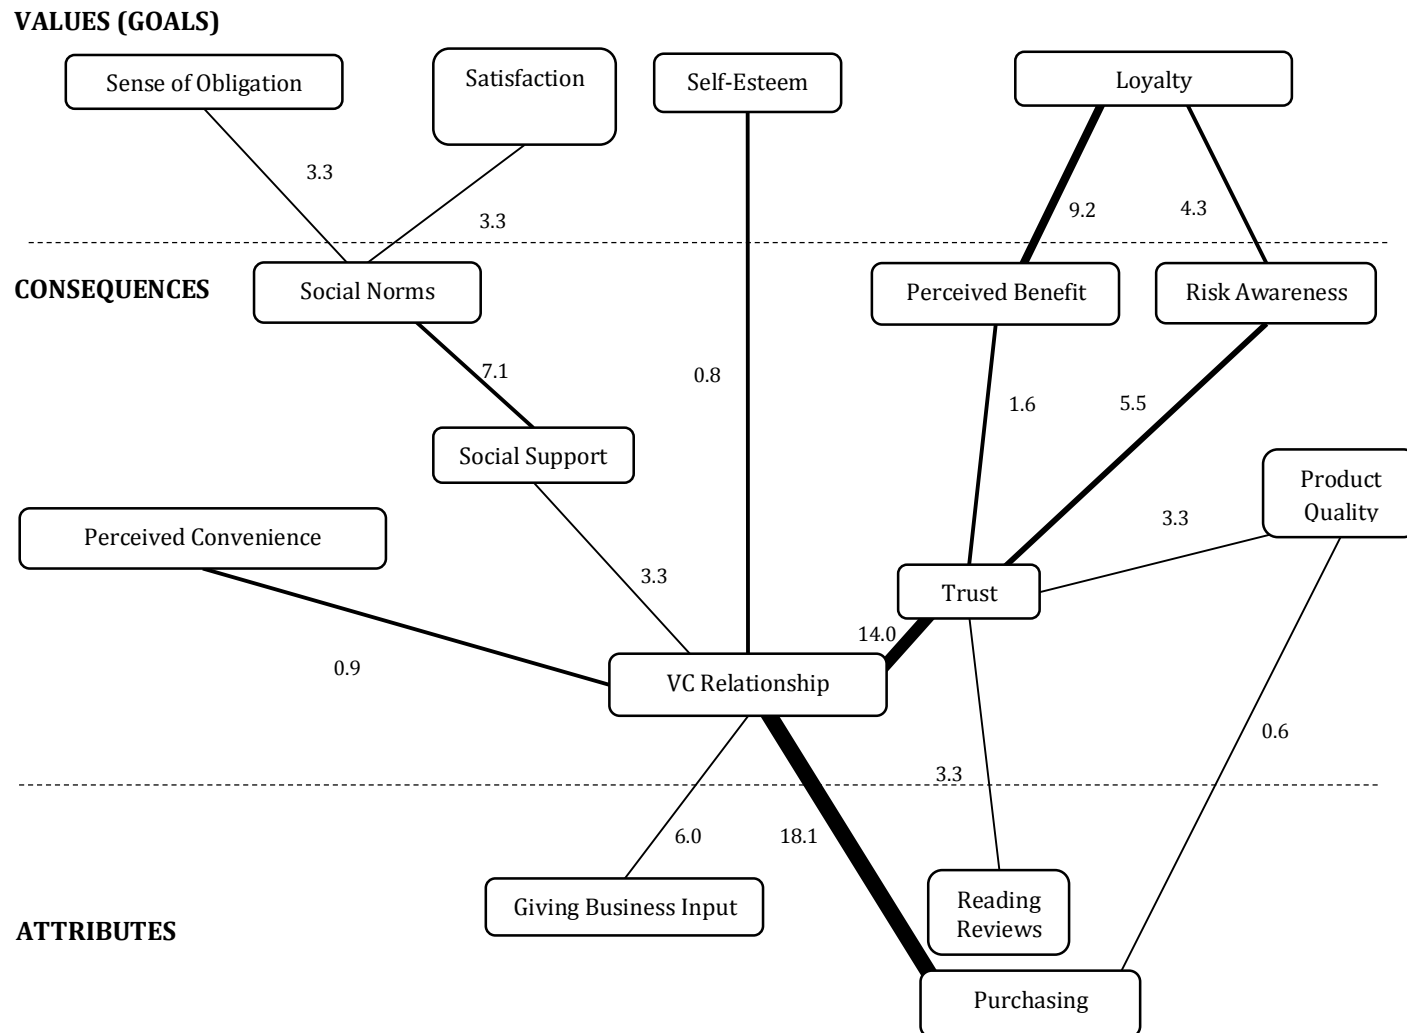 VALUES (GOALS)
Sense of Obligation
Satisfaction
Self-Esteem
Loyalty
3.3
3.3
9.2
4.3
CONSEQUENCES
Social Norms
Perceived Benefit
Risk Awareness
7.1
0.8
1.6
5.5
Social Support
Product
Quality
Perceived Convenience
3.3
3.3
Trust
14.0
0.9
VC Relationship
0.6
3.3
6.0
18.1
Giving Business Input
Reading
Reviews
ATTRIBUTES
Purchasing